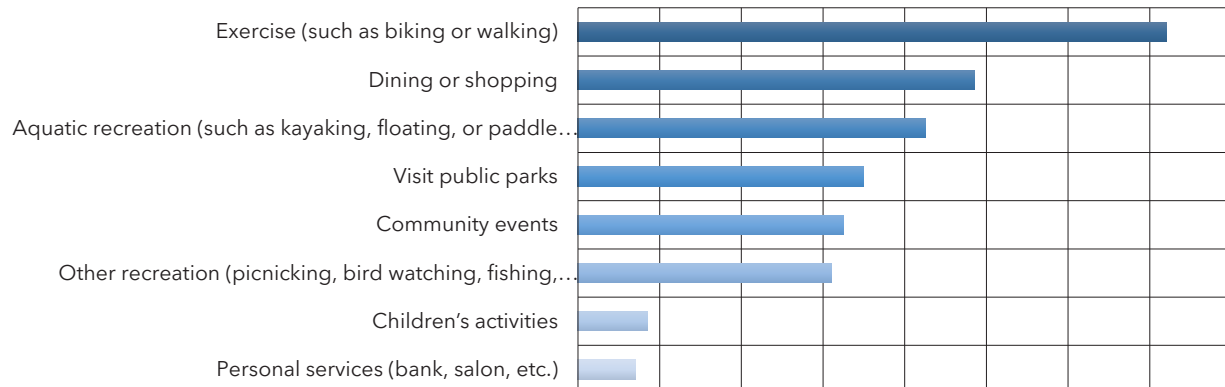 Exercise (such as biking or walking)
Dining or shopping
Aquatic recreation (such as kayaking, floating, or paddle…
Visit public parks
Community events
Other recreation (picnicking, bird watching, fishing,…
Children’s activities
Personal services (bank, salon, etc.)